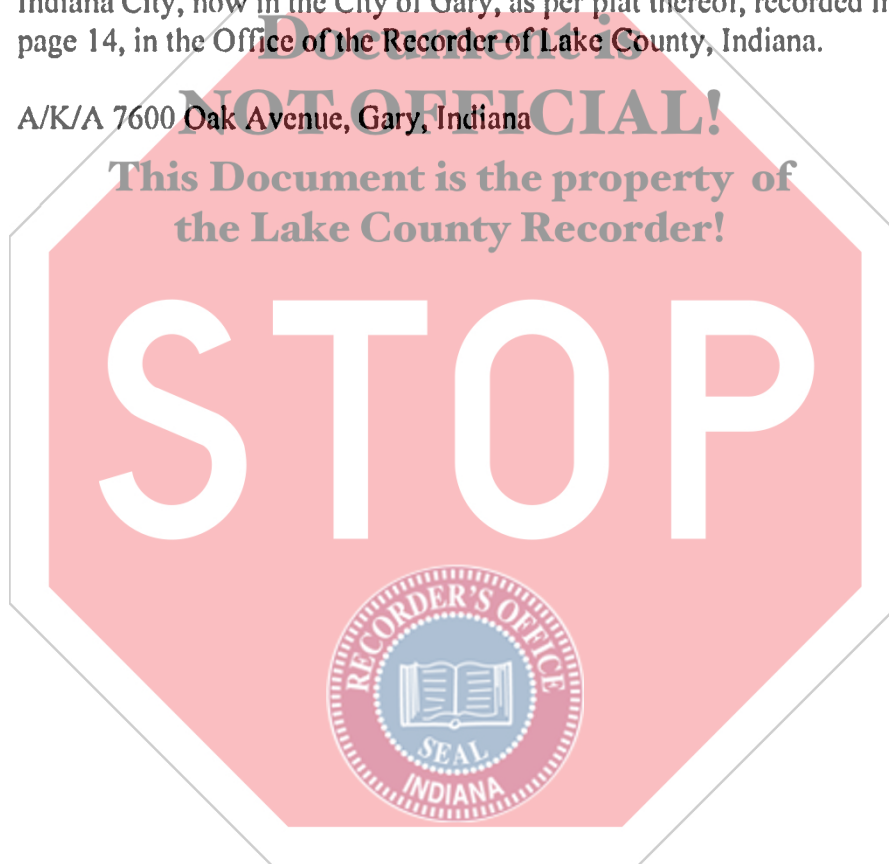 Indiana City, now in the City of Gary, as per plat thereof, recorded in
page 14, in the Office of the Recorder of Lake County, Indiana.
Document is
A/K/A 7600 Oak Avenue, Gary, Indiana
NOT OFFICIAL!
This Document is the property of
the Lake County Recorder!
STOP
RECORDER'S OFFICE
SEAL
INDIANA